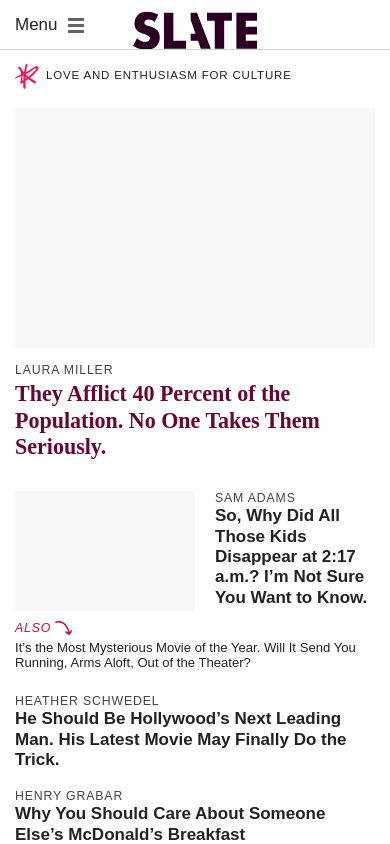 Menu
SLATE
LOVE AND ENTHUSIASM FOR CULTURE
LAURA MILLER
They Afflict 40 Percent of the
Population. No One Takes Them
Seriously.
SAM ADAMS
So, Why Did All
Those Kids
Disappear at 2:17
a.m.? I’m Not Sure
You Want to Know.
ALSO
It’s the Most Mysterious Movie of the Year. Will It Send You
Running, Arms Aloft, Out of the Theater?
HEATHER SCHWEDEL
He Should Be Hollywood’s Next Leading
Man. His Latest Movie May Finally Do the
Trick.
HENRY GRABAR
Why You Should Care About Someone
Else’s McDonald’s Breakfast